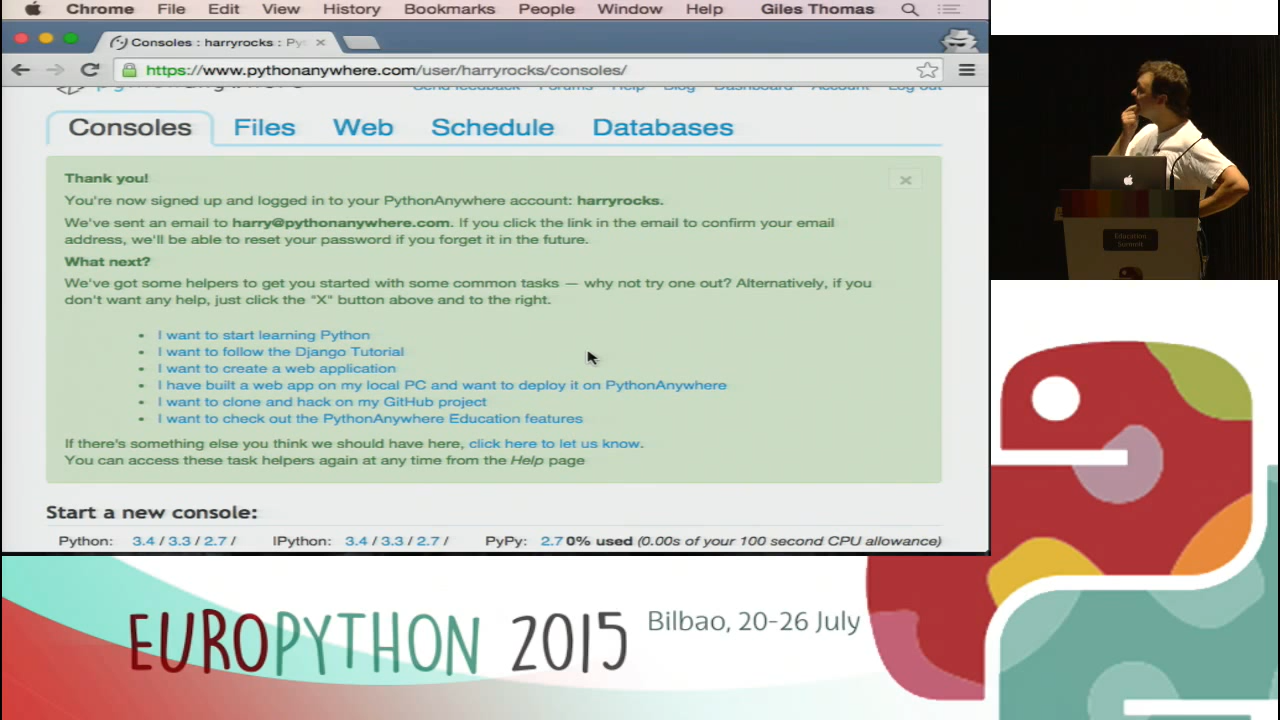 Chrome File Edit View History Bookmarks People Window Help Giles Thomas
Consoles : harryrocks : Py
https://www.pythonanywhere.com/user/harryrocks/consoles/
Send feedback Forums Help Blog Dashboard Account Log out
Consoles Files Web Schedule Databases
Thank you!
You're now signed up and logged in to your PythonAnywhere account: harryrocks.
We've sent an email to harry@pythonanywhere.com. If you click the link in the email to confirm your email
address, we'll be able to reset your password if you forget it in the future.
What next?
We've got some helpers to get you started with some common tasks — why not try one out? Alternatively, if you
don't want any help, just click the "X" button above and to the right.
• I want to start learning Python
• I want to follow the Django Tutorial
• I want to create a web application
• I have built a web app on my local PC and want to deploy it on PythonAnywhere
• I want to clone and hack on my GitHub project
• I want to check out the PythonAnywhere Education features
If there's something else you think we should have here, click here to let us know.
You can access these task helpers again at any time from the Help page
Start a new console:
Python: 3.4 / 3.3 / 2.7 / IPython: 3.4 / 3.3 / 2.7 / PyPy: 2.7 0% used (0.00s of your 100 second CPU allowance)
Education
Summit
EUROPYTHON 2015
Bilbao, 20-26 July